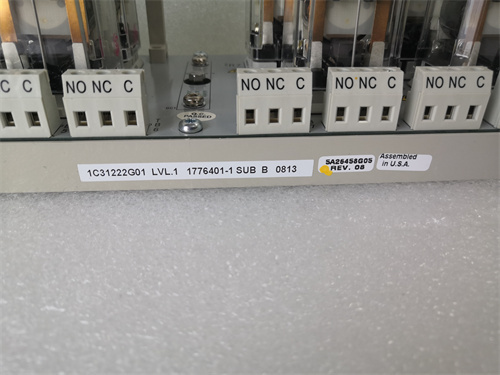 C C
NO NC C
NO NC C
NO NC C
NO NC C
Q.C.
PASSED
1C31222G01 LVL.1 1776401-1 SUB B 0813
5A26458G05
REV. 08
Assembled
in U.S.A.